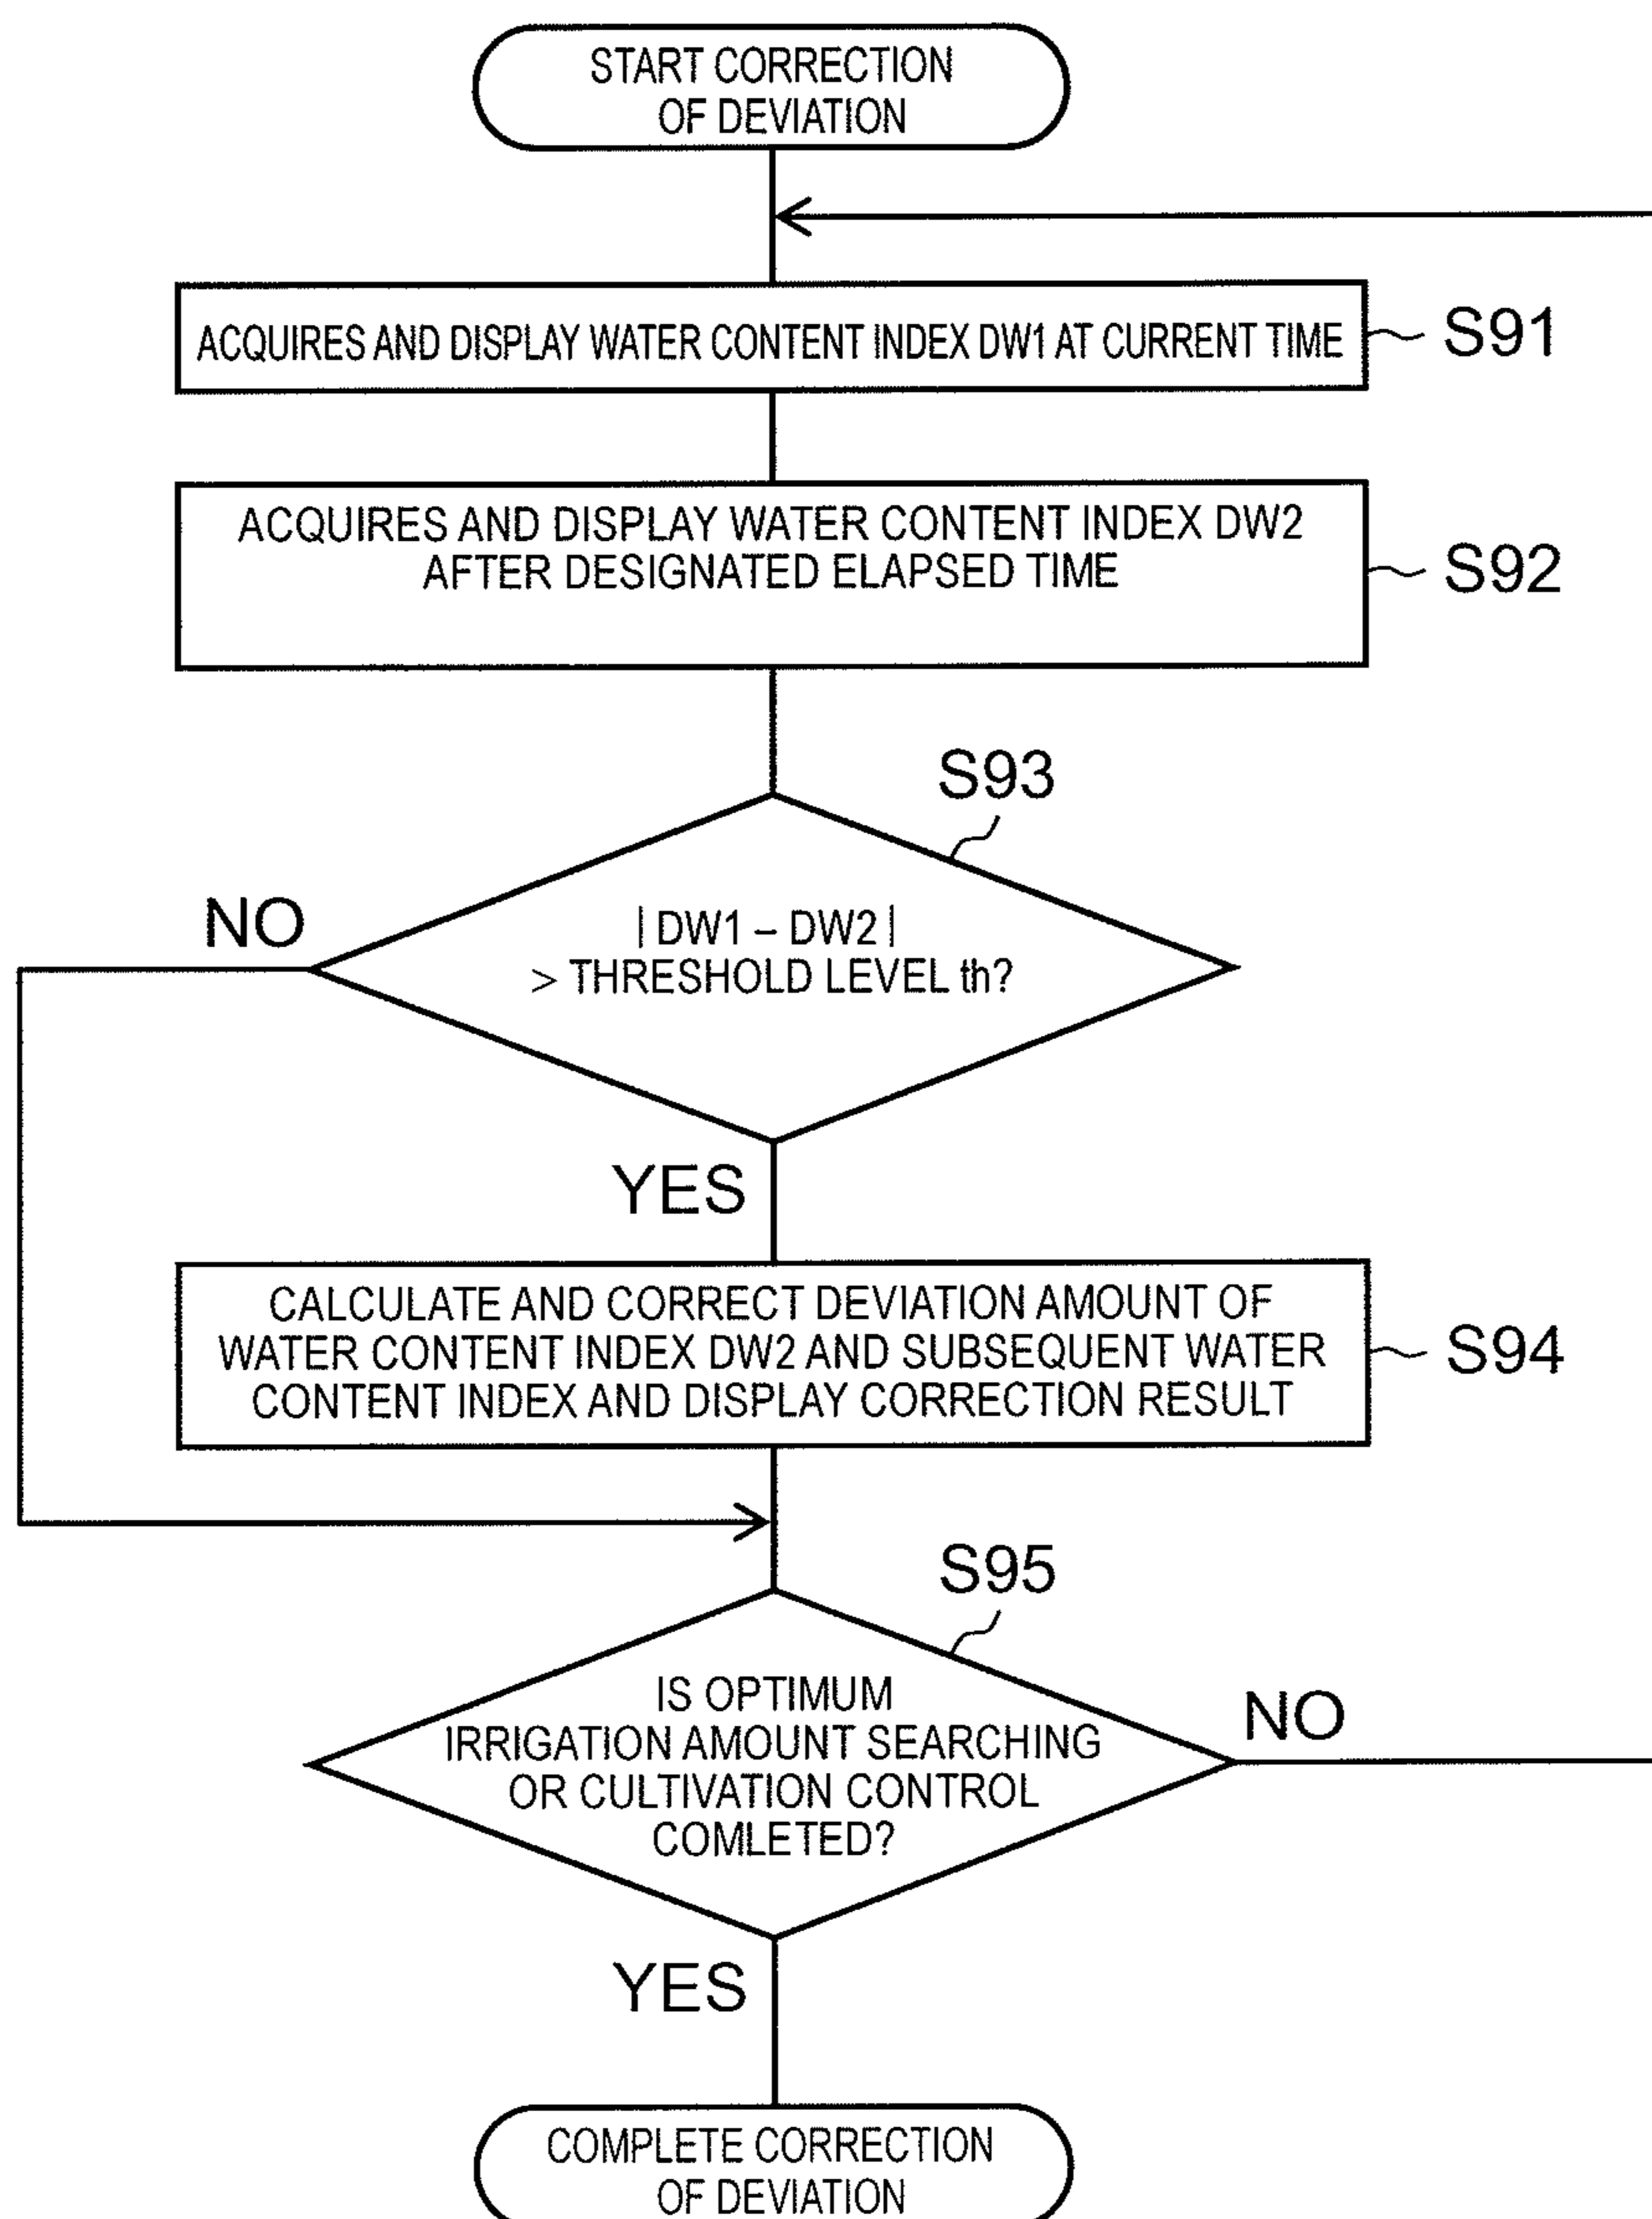 START CORRECTION
OF DEVIATION
ACQUIRES AND DISPLAY WATER CONTENT INDEX DW1 AT CURRENT TIME
S91
ACQUIRES AND DISPLAY WATER CONTENT INDEX DW2
AFTER DESIGNATED ELAPSED TIME
S92
S93
NO
| DW1 – DW2 |
> THRESHOLD LEVEL th?
YES
CALCULATE AND CORRECT DEVIATION AMOUNT OF
WATER CONTENT INDEX DW2 AND SUBSEQUENT WATER
CONTENT INDEX AND DISPLAY CORRECTION RESULT
S94
S95
IS OPTIMUM
IRRIGATION AMOUNT SEARCHING
OR CULTIVATION CONTROL
COMLETED?
NO
YES
COMPLETE CORRECTION
OF DEVIATION